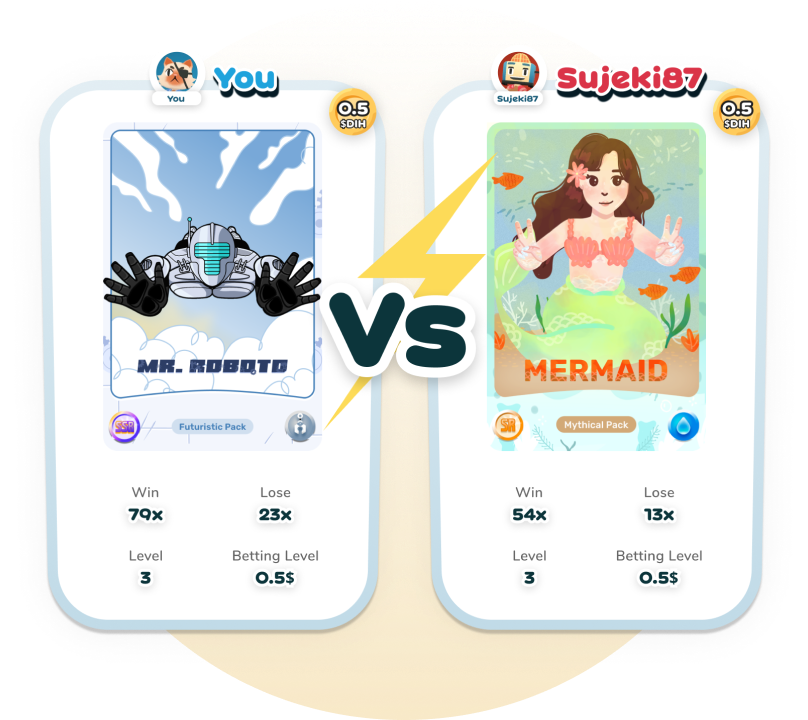 You
You
0.5
$DIH
MR. ROBOTO
SSR
Futuristic Pack
Win
79x
Lose
23x
Level
3
Betting Level
0.5$
Vs
Sujeki87
Sujeki87
0.5
$DIH
MERMAID
SR
Mythical Pack
Win
54x
Lose
13x
Level
3
Betting Level
0.5$